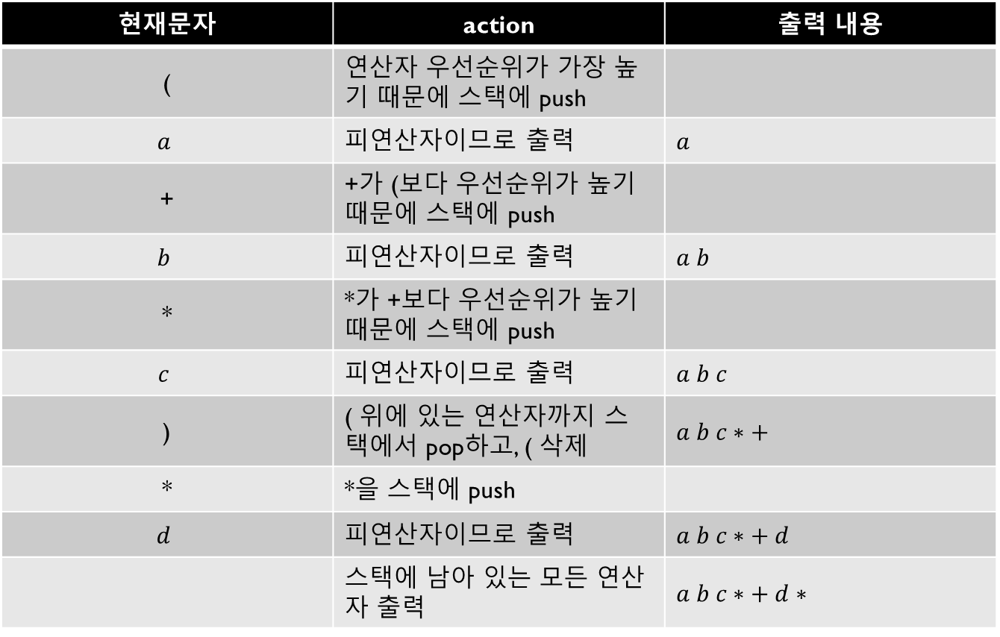 현재문자 action 출력 내용
( 연산자 우선순위가 가장 높
기 때문에 스택에 push
a 피연산자이므로 출력 a
+ +가 (보다 우선순위가 높기
때문에 스택에 push
b 피연산자이므로 출력 a b
* *가 +보다 우선순위가 높기
때문에 스택에 push
c 피연산자이므로 출력 a b c
) ( 위에 있는 연산자까지 스
택에서 pop하고, ( 삭제 a b c ∗ +
* *을 스택에 push
d 피연산자이므로 출력 a b c ∗ + d
스택에 남아 있는 모든 연산
자 출력 a b c ∗ + d ∗